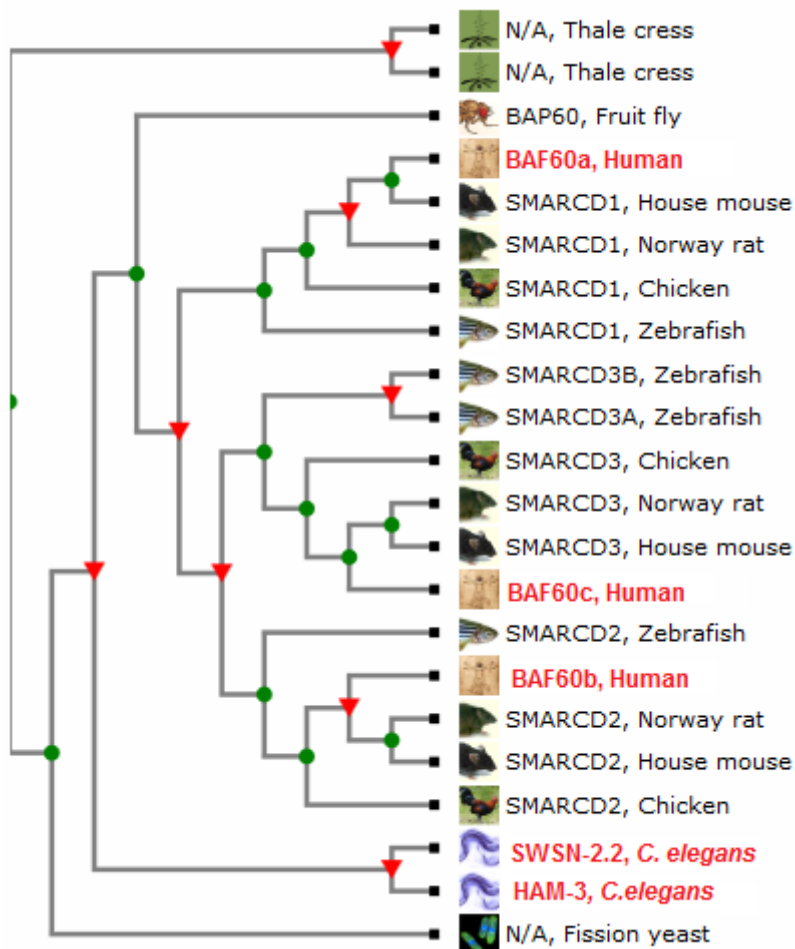 N/A, Thale cress
N/A, Thale cress
BAP60, Fruit fly
BAF60a, Human
SMARCD1, House mouse
SMARCD1, Norway rat
SMARCD1, Chicken
SMARCD1, Zebrafish
SMARCD3B, Zebrafish
SMARCD3A, Zebrafish
SMARCD3, Chicken
SMARCD3, Norway rat
SMARCD3, House mouse
BAF60c, Human
SMARCD2, Zebrafish
BAF60b, Human
SMARCD2, Norway rat
SMARCD2, House mouse
SMARCD2, Chicken
SWSN-2.2, C. elegans
HAM-3, C.elegans
N/A, Fission yeast